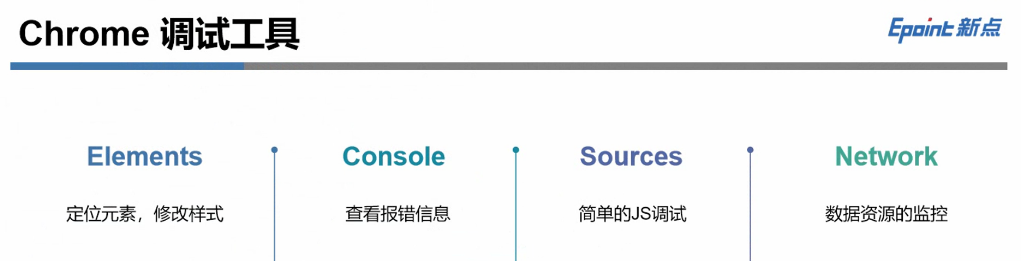 Chrome 调试工具
Epoint 新点
Elements
定位元素，修改样式
Console
查看报错信息
Sources
简单的JS调试
Network
数据资源的监控